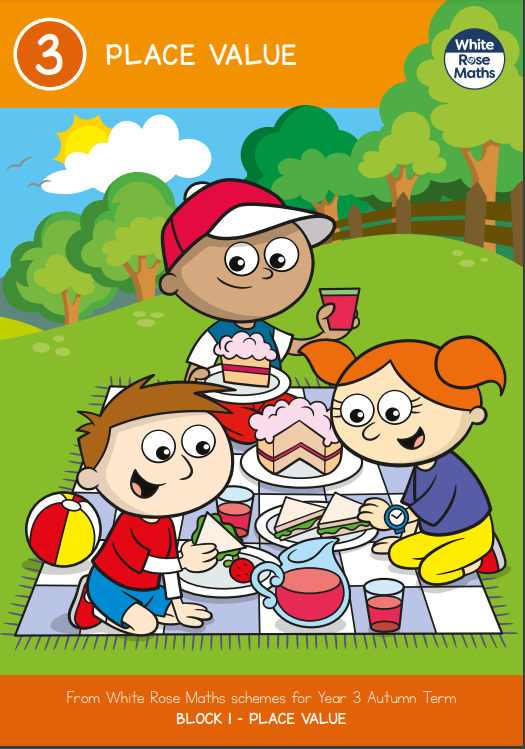 3 PLACE VALUE
White
Rose
Maths
From White Rose Maths schemes for Year 3 Autumn Term
BLOCK 1 - PLACE VALUE